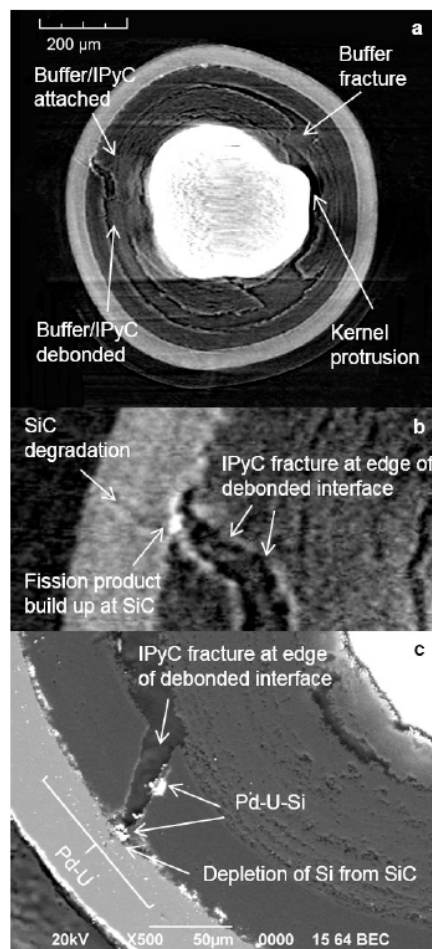 a
200 μm
Buffer/IPyC
attached
Buffer
fracture
Buffer/IPyC
debonded
Kernel
protrusion
b
SiC
degradation
IPyC fracture at edge of
debonded interface
Fission product
build up at SiC
c
IPyC fracture at edge
of debonded interface
Pd-U-Si
Pd-U
Depletion of Si from SiC
20kV X500 50μm 0000 15 64 BEC